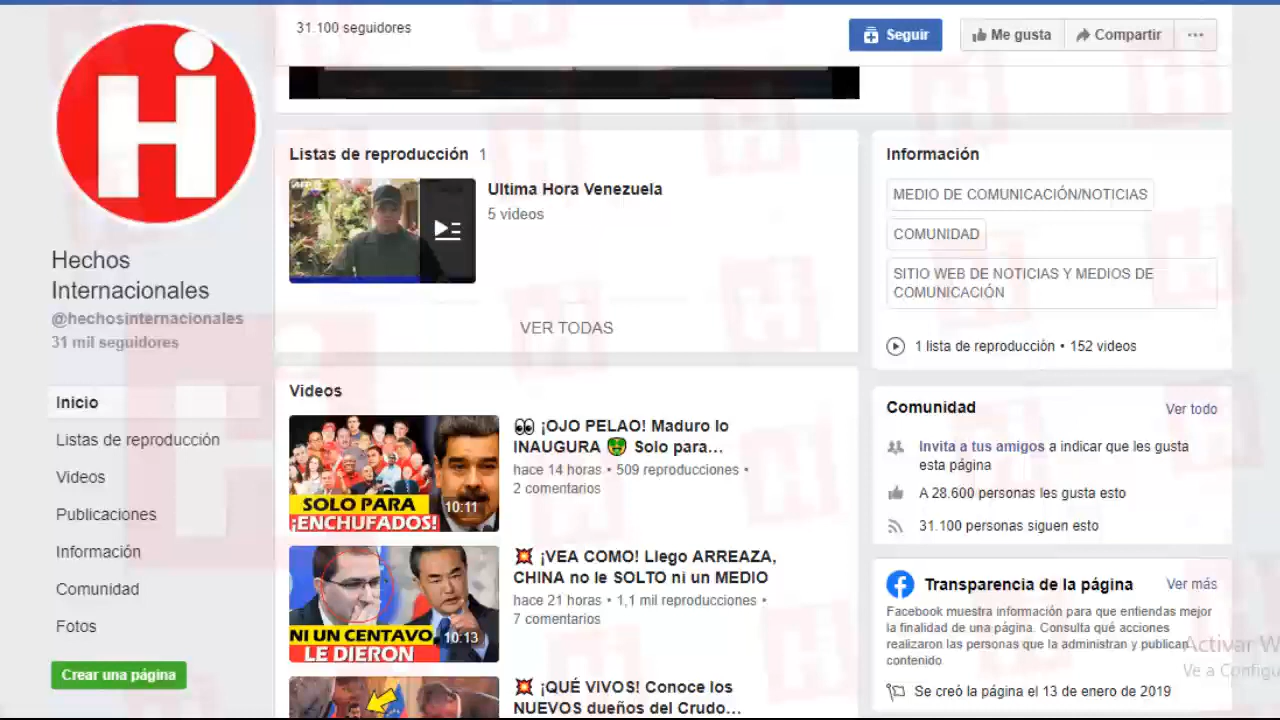 Hi
Hechos
Internacionales
@hechosinternacionales
31 mil seguidores
Inicio
Listas de reproducción
Videos
Publicaciones
Información
Comunidad
Fotos
Crear una página
31.100 seguidores
Seguir
Me gusta
Compartir
...
Listas de reproducción 1
AFP
Ultima Hora Venezuela
5 videos
VER TODAS
Videos
SOLO PARA
¡ENCHUFADOS!
10:11
👀 ¡OJO PELAO! Maduro lo
INAUGURA 🤑 Solo para…
hace 14 horas • 509 reproducciones •
2 comentarios
NI UN CENTAVO
LE DIERON
10:13
💥 ¡VEA COMO! Llego ARREAZA,
CHINA no le SOLTO ni un MEDIO
hace 21 horas • 1,1 mil reproducciones •
7 comentarios
💥 ¡QUÉ VIVOS! Conoce los
NUEVOS dueños del Crudo…
Información
MEDIO DE COMUNICACIÓN/NOTICIAS
COMUNIDAD
SITIO WEB DE NOTICIAS Y MEDIOS DE
COMUNICACIÓN
1 lista de reproducción • 152 videos
Comunidad
Ver todo
Invita a tus amigos a indicar que les gusta
esta página
A 28.600 personas les gusta esto
31.100 personas siguen esto
Transparencia de la página
Ver más
Facebook muestra información para que entiendas mejor
la finalidad de una página. Consulta qué acciones
realizaron las personas que la administran y publican
contenido.
Se creó la página el 13 de enero de 2019
Activar W
Ve a Configu